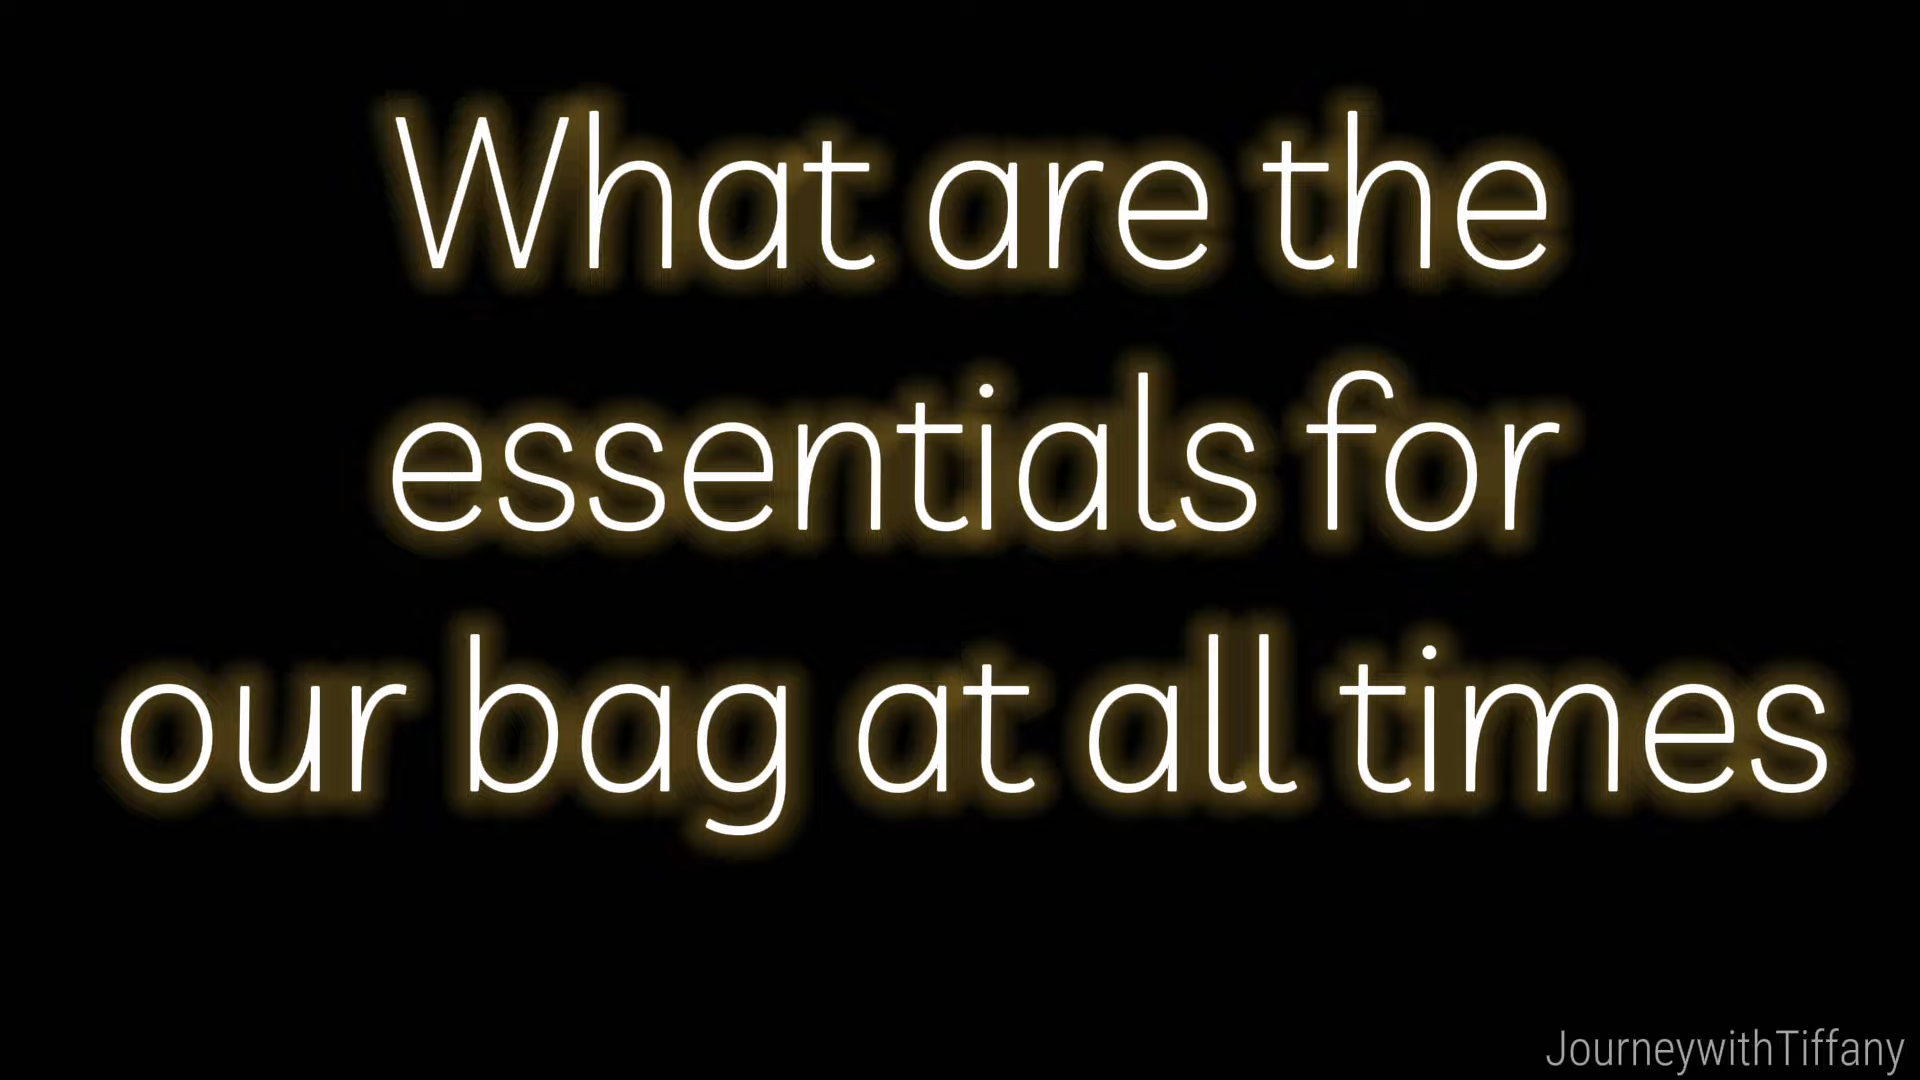 What are the
essentials for
our bag at all times
JourneywithTiffany